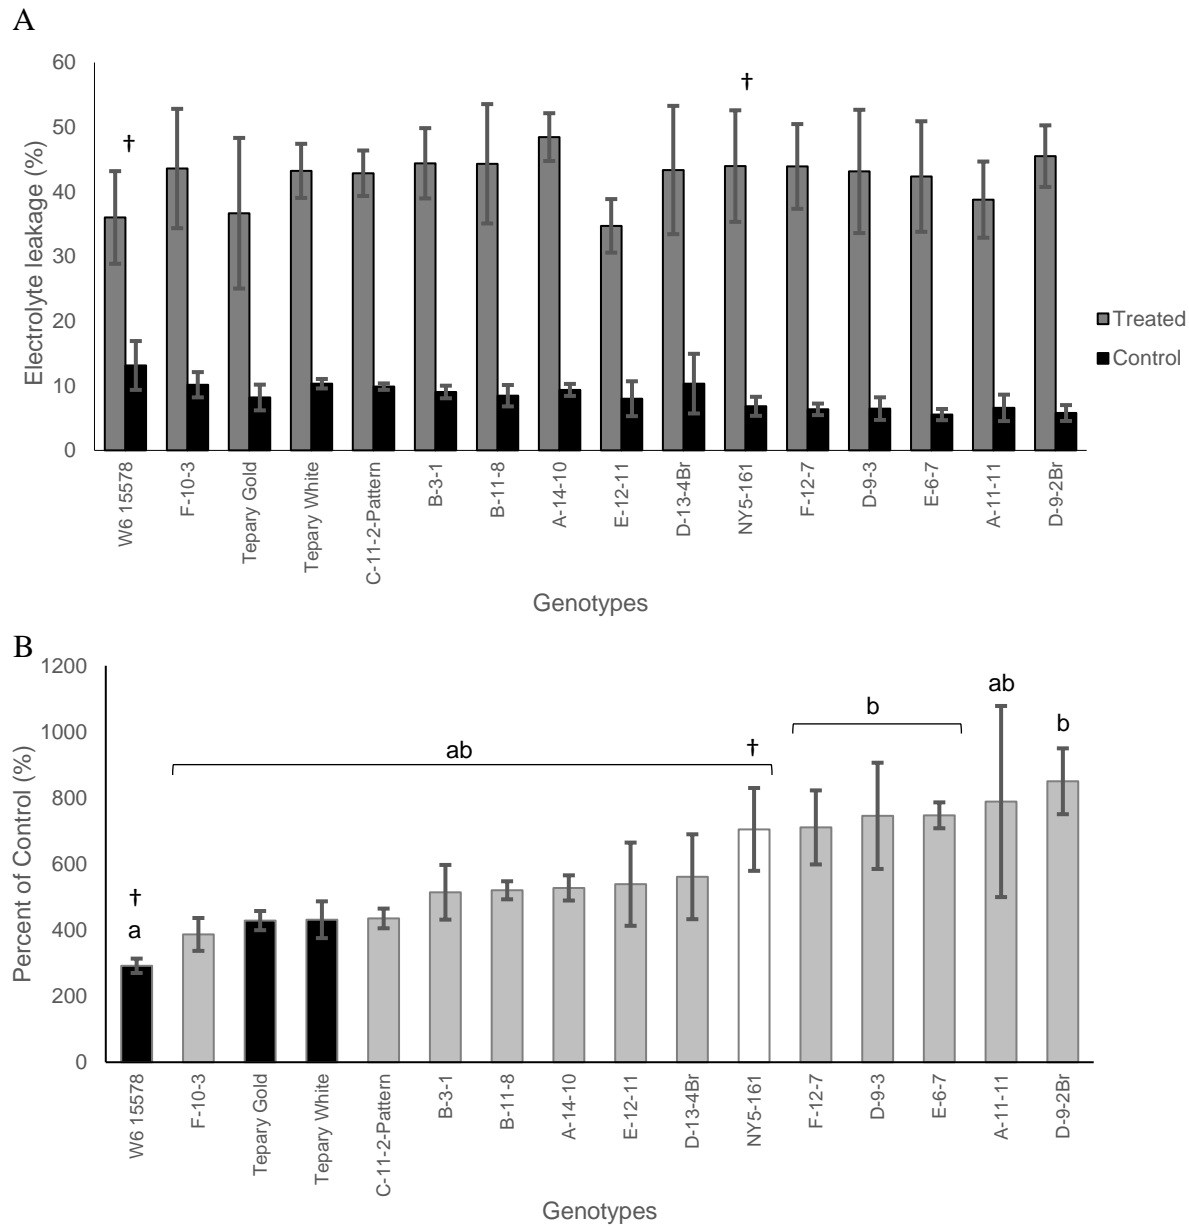 A
Electrolyte leakage (%)
60
50
40
30
20
10
0
†
†
Treated
Control
W6 15578
F-10-3
Tepary Gold
Tepary White
C-11-2-Pattern
B-3-1
B-11-8
A-14-10
E-12-11
D-13-4Br
NY5-161
F-12-7
D-9-3
E-6-7
A-11-11
D-9-2Br
Genotypes
B
Percent of Control (%)
1200
1000
800
600
400
200
0
†
a
ab
†
b
ab
b
W6 15578
F-10-3
Tepary Gold
Tepary White
C-11-2-Pattern
B-3-1
B-11-8
A-14-10
E-12-11
D-13-4Br
NY5-161
F-12-7
D-9-3
E-6-7
A-11-11
D-9-2Br
Genotypes